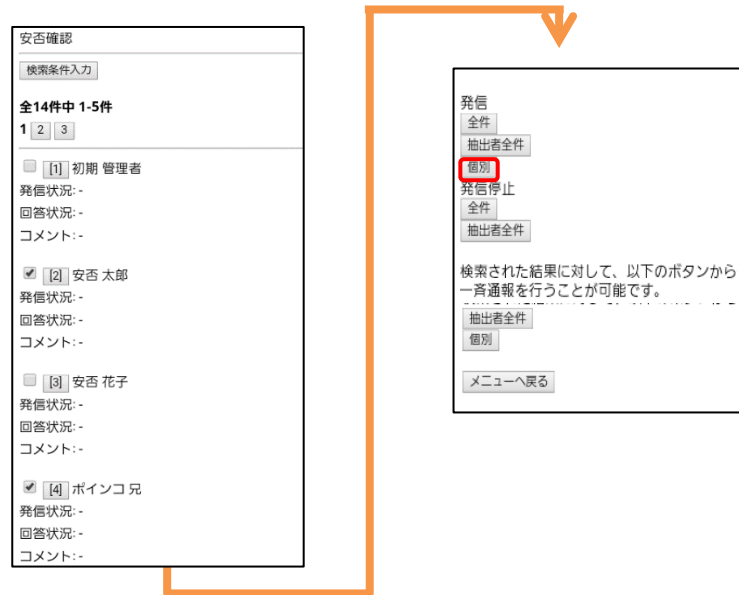 安否確認
検索条件入力
全14件中 1-5件
1 2 3
[1] 初期 管理者
発信状況:-
回答状況:-
コメント:-
[2] 安否 太郎
発信状況:-
回答状況:-
コメント:-
[3] 安否 花子
発信状況:-
回答状況:-
コメント:-
[4] ポインコ 兄
発信状況:-
回答状況:-
コメント:-
発信
全件
抽出者全件
個別
発信停止
全件
抽出者全件
検索された結果に対して、以下のボタンから
一斉通報を行うことが可能です。
抽出者全件
個別
メニューへ戻る